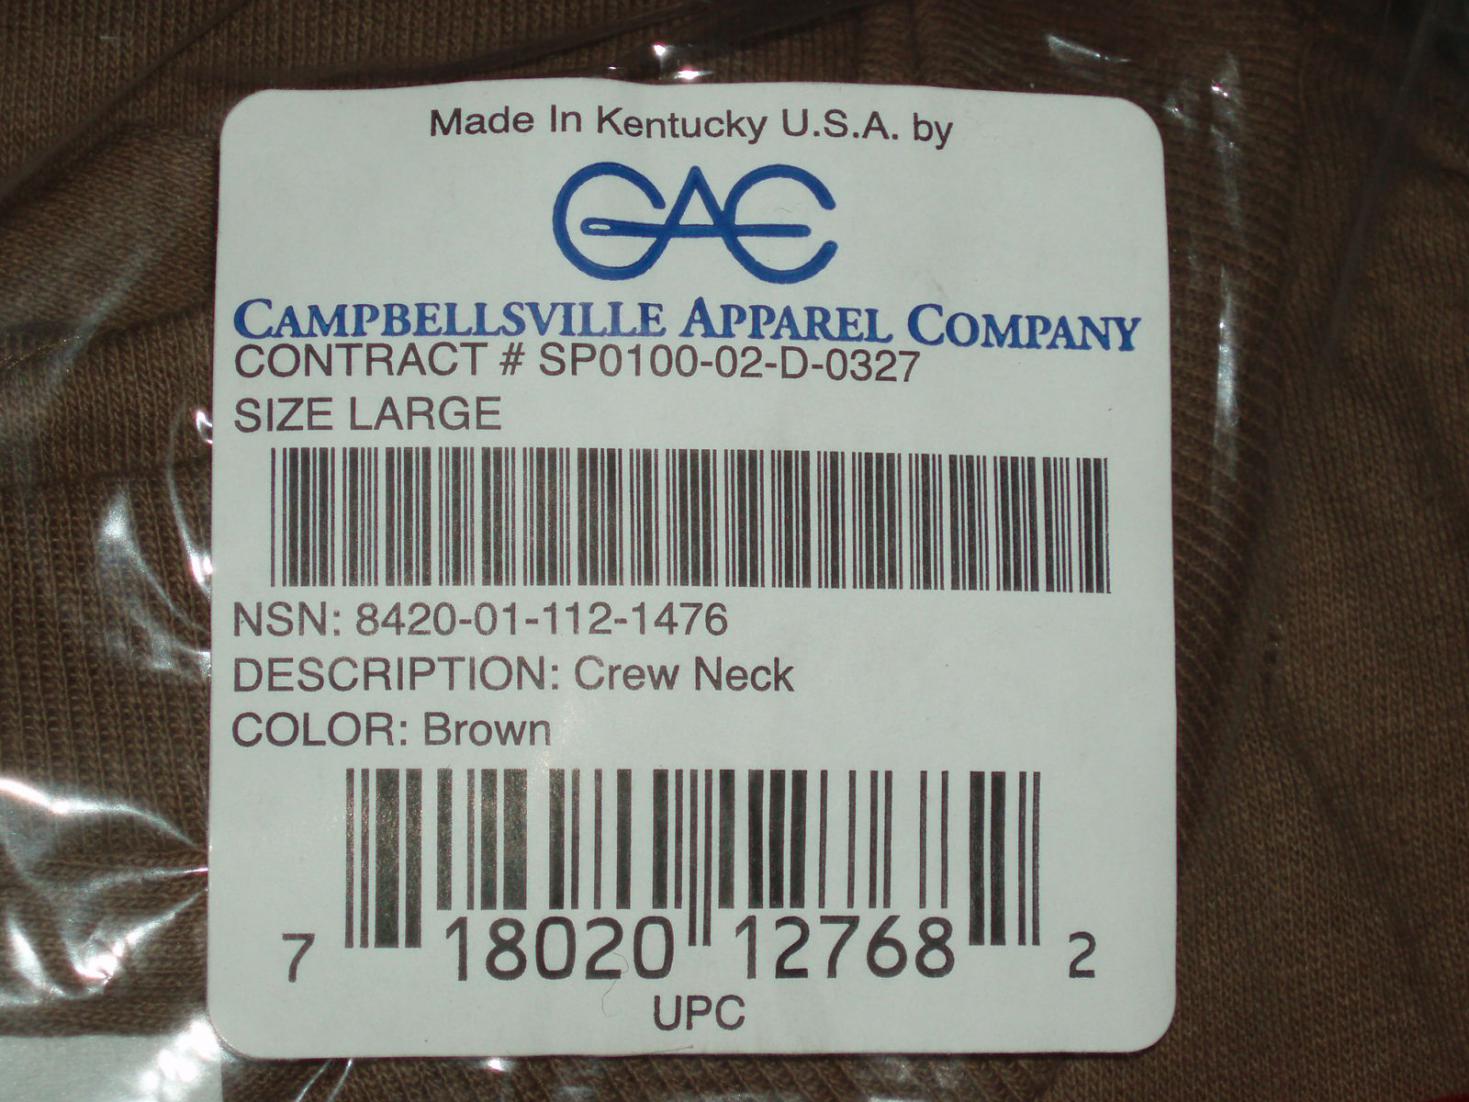 Made In Kentucky U.S.A. by
CAC
CAMPBELLSVILLE APPAREL COMPANY
CONTRACT # SP0100-02-D-0327
SIZE LARGE
NSN: 8420-01-112-1476
DESCRIPTION: Crew Neck
COLOR: Brown
7 18020 12768 2
UPC